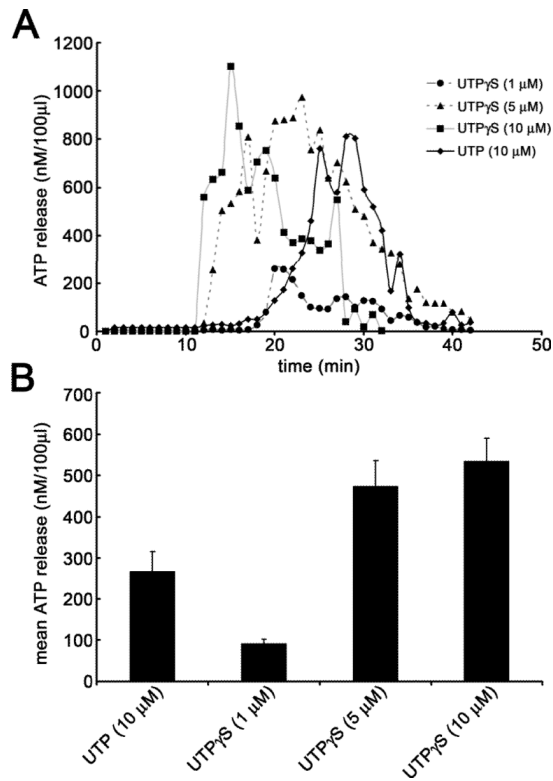 A
1200
1000
800
600
400
200
0
ATP release (nM/100µl)
0
10
20
30
40
50
time (min)
UTPγS (1 µM)
UTPγS (5 µM)
UTPγS (10 µM)
UTP (10 µM)
B
700
600
500
400
300
200
100
0
mean ATP release (nM/100µl)
UTP (10 µM)
UTPγS (1 µM)
UTPγS (5 µM)
UTPγS (10 µM)